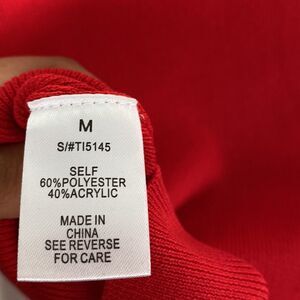 M
S/#TI5145
SELF
60%POLYESTER
40%ACRYLIC
MADE IN
CHINA
SEE REVERSE
FOR CARE